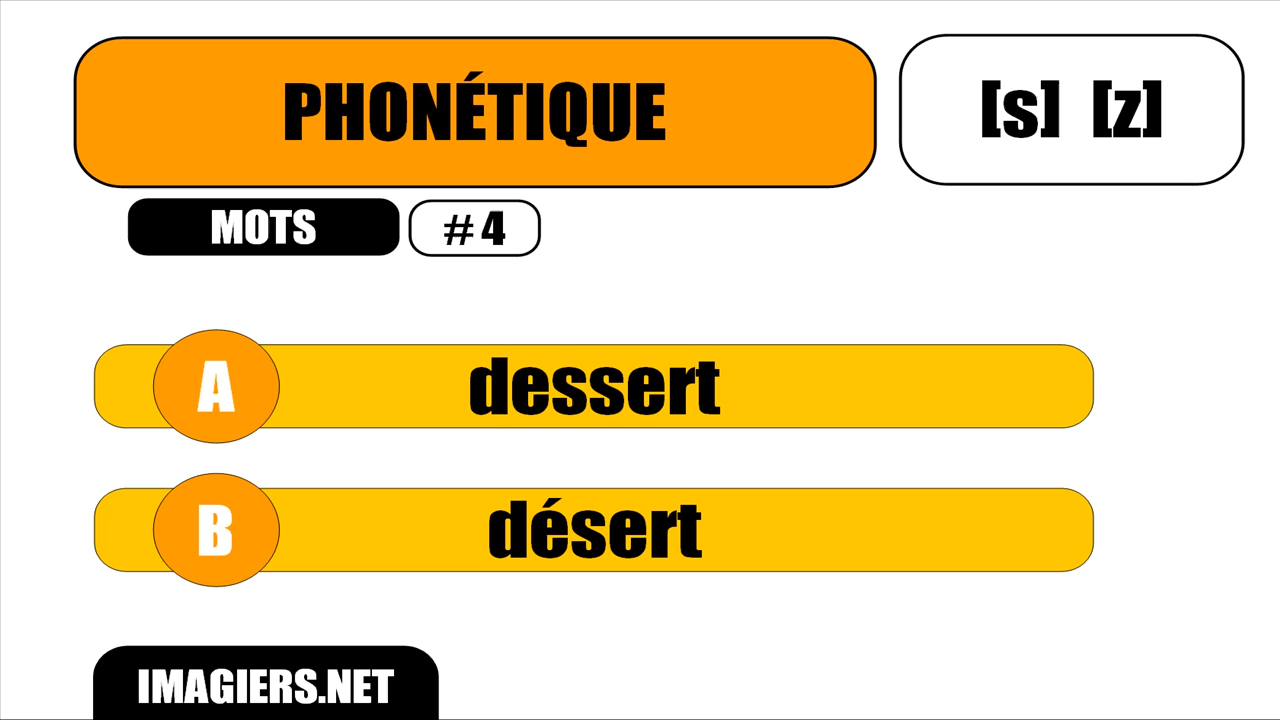 PHONÉTIQUE
[s] [z]
MOTS
#4
A
dessert
B
désert
IMAGIERS.NET